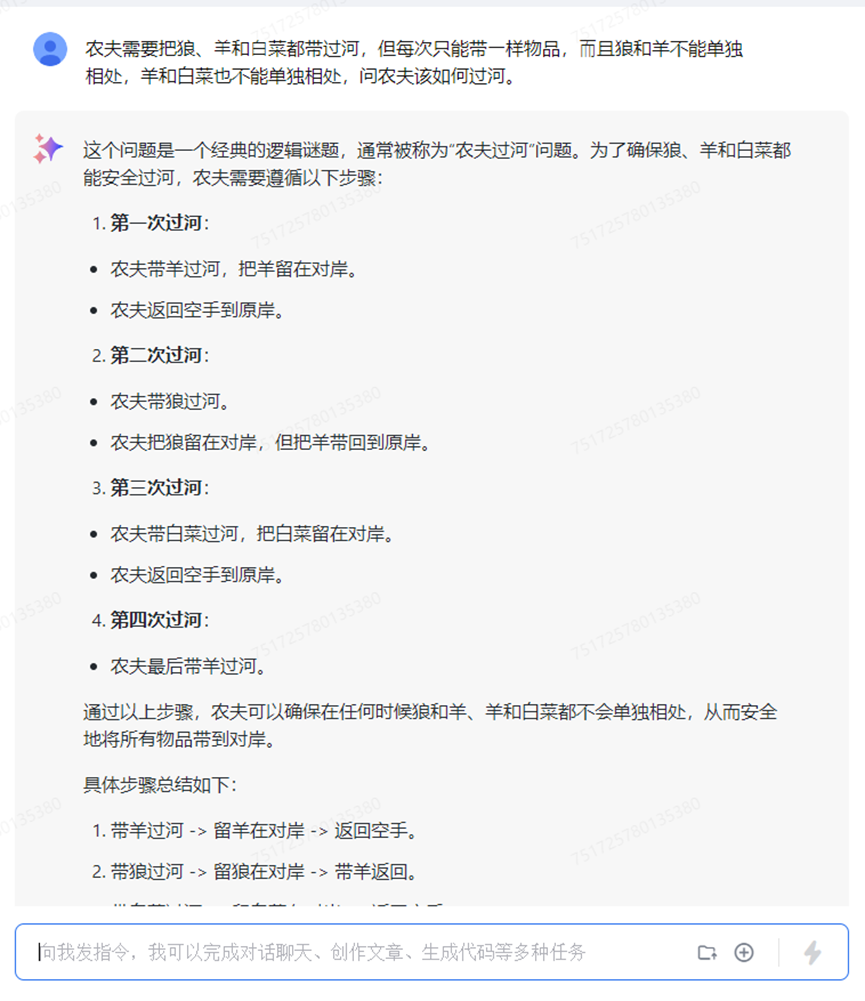 农夫需要把狼、羊和白菜都带过河，但每次只能带一样物品，而且狼和羊不能单独
相处，羊和白菜也不能单独相处，问农夫该如何过河。
这个问题是一个经典的逻辑谜题，通常被称为“农夫过河”问题。为了确保狼、羊和白菜都
能安全过河，农夫需要遵循以下步骤：
1. 第一次过河：
• 农夫带羊过河，把羊留在对岸。
• 农夫返回空手到原岸。
2. 第二次过河：
• 农夫带狼过河。
• 农夫把狼留在对岸，但把羊带回到原岸。
3. 第三次过河：
• 农夫带白菜过河，把白菜留在对岸。
• 农夫返回空手到原岸。
4. 第四次过河：
• 农夫最后带羊过河。
通过以上步骤，农夫可以确保在任何时候狼和羊、羊和白菜都不会单独相处，从而安全
地将所有物品带到对岸。
具体步骤总结如下：
1. 带羊过河 -> 留羊在对岸 -> 返回空手。
2. 带狼过河 -> 留狼在对岸 -> 带羊返回。
向我发指令，我可以完成对话聊天、创作文章、生成代码等多种任务
751725780135380